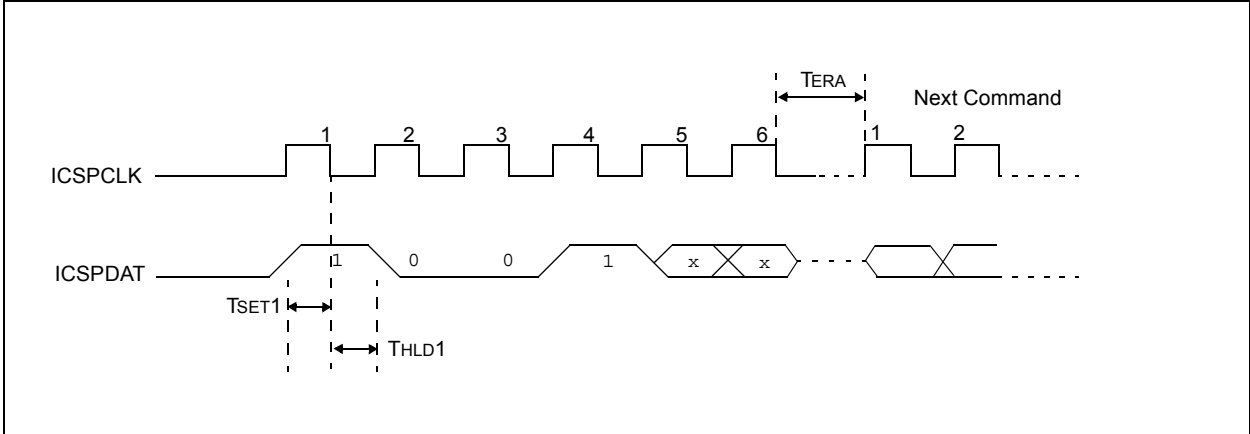 TERA
Next Command
1 2 3 4 5 6 1 2
ICSPCLK
ICSPDAT
1 0 0 1 x x
TSET1
THLD1